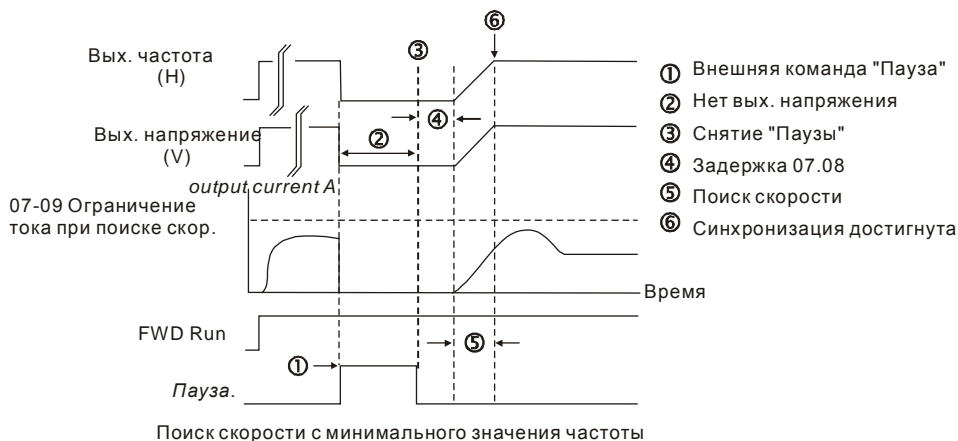 ⑥
Вых. частота
(H)
③
① Внешняя команда "Пауза"
② Нет вых. напряжения
③ Снятие "Паузы"
④ Задержка 07.08
⑤ Поиск скорости
⑥ Синхронизация достигнута
④
Вых. напряжение
(V)
②
output current A
07-09 Ограничение
тока при поиске скор.
Время
FWD Run
⑤
①
Пауза.
Поиск скорости с минимального значения частоты